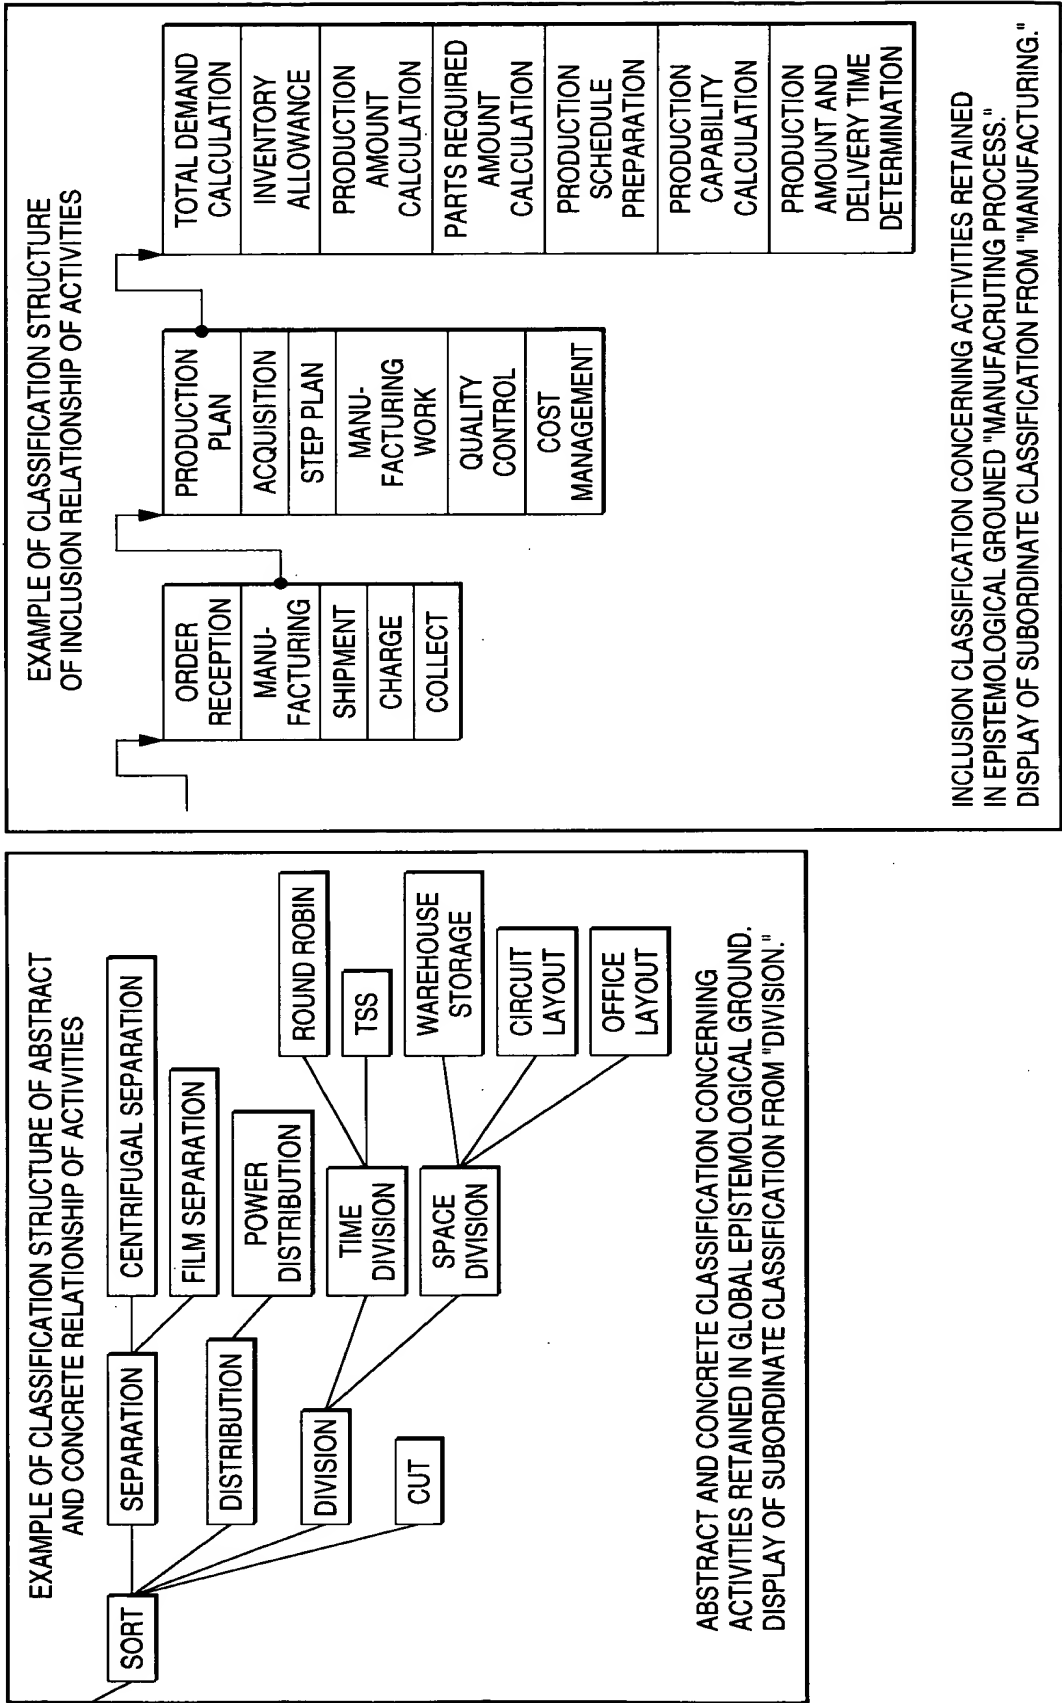 EXAMPLE OF CLASSIFICATION STRUCTURE OF ABSTRACT
AND CONCRETE RELATIONSHIP OF ACTIVITIES
SORT
SEPARATION
CENTRIFUGAL SEPARATION
FILM SEPARATION
DISTRIBUTION
POWER
DISTRIBUTION
DIVISION
TIME
DIVISION
ROUND ROBIN
TSS
SPACE
DIVISION
WAREHOUSE
STORAGE
CIRCUIT
LAYOUT
OFFICE
LAYOUT
CUT
ABSTRACT AND CONCRETE CLASSIFICATION CONCERNING
ACTIVITIES RETAINED IN GLOBAL EPISTEMOLOGICAL GROUND.
DISPLAY OF SUBORDINATE CLASSIFICATION FROM "DIVISION."
EXAMPLE OF CLASSIFICATION STRUCTURE
OF INCLUSION RELATIONSHIP OF ACTIVITIES
ORDER
RECEPTION
MANU-
FACTURING
SHIPMENT
CHARGE
COLLECT
PRODUCTION
PLAN
ACQUISITION
STEP PLAN
MANU-
FACTURING
WORK
QUALITY
CONTROL
COST
MANAGEMENT
TOTAL DEMAND
CALCULATION
INVENTORY
ALLOWANCE
PRODUCTION
AMOUNT
CALCULATION
PARTS REQUIRED
AMOUNT
CALCULATION
PRODUCTION
SCHEDULE
PREPARATION
PRODUCTION
CAPABILITY
CALCULATION
PRODUCTION
AMOUNT AND
DELIVERY TIME
DETERMINATION
INCLUSION CLASSIFICATION CONCERNING ACTIVITIES RETAINED
IN EPISTEMOLOGICAL GROUNED "MANUFACRUTING PROCESS."
DISPLAY OF SUBORDINATE CLASSIFICATION FROM "MANUFACTURING."